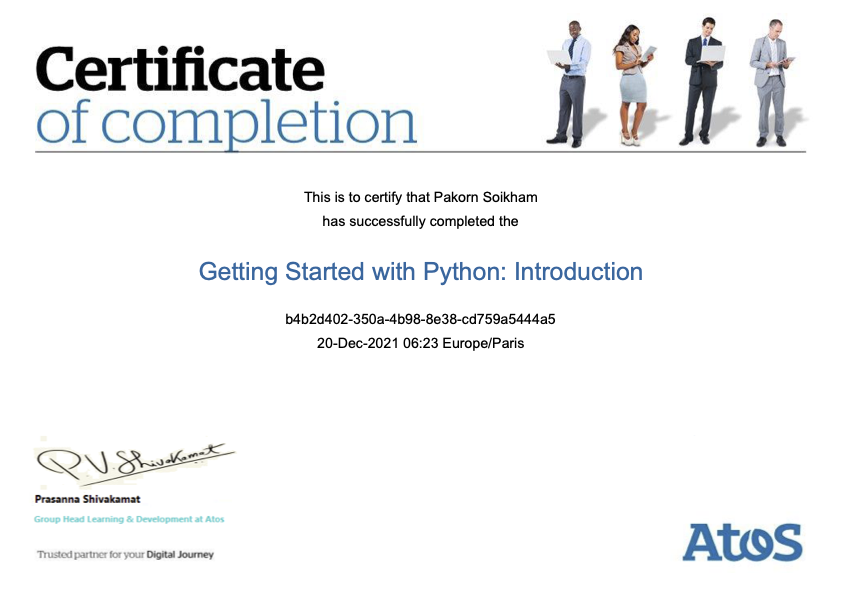 Certificate
of completion
This is to certify that Pakorn Soikham
has successfully completed the
Getting Started with Python: Introduction
b4b2d402-350a-4b98-8e38-cd759a5444a5
20-Dec-2021 06:23 Europe/Paris
P.V.Shivakamat
Prasanna Shivakamat
Group Head Learning & Development at Atos
Trusted partner for your Digital Journey
Atos